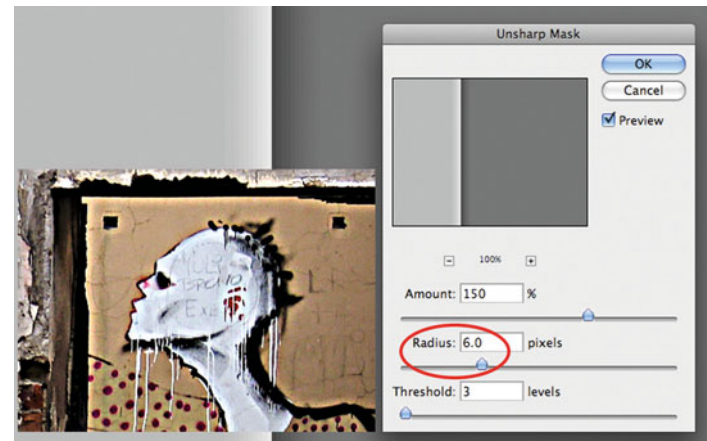 Unsharp Mask
OK
Cancel
Preview
100%
Amount: 150 %
Radius: 6.0 pixels
Threshold: 3 levels